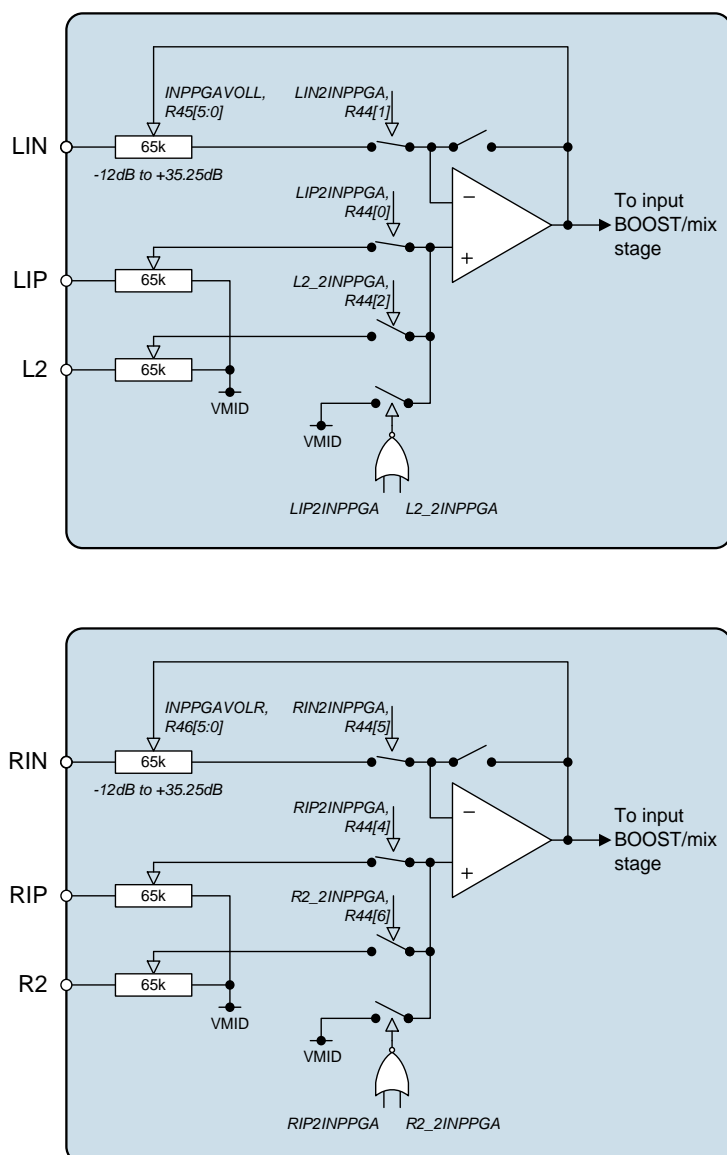 INPPGAVOLL,
R45[5:0]
LIN2INPPGA,
R44[1]
LIN
65k
-12dB to +35.25dB
LIP2INPPGA,
R44[0]
−
+
To input
BOOST/mix
stage
LIP
65k
L2_2INPPGA,
R44[2]
L2
65k
VMID
VMID
LIP2INPPGA
L2_2INPPGA
INPPGAVOLR,
R46[5:0]
RIN2INPPGA,
R44[5]
RIN
65k
-12dB to +35.25dB
RIP2INPPGA,
R44[4]
−
+
To input
BOOST/mix
stage
RIP
65k
R2_2INPPGA,
R44[6]
R2
65k
VMID
VMID
RIP2INPPGA
R2_2INPPGA